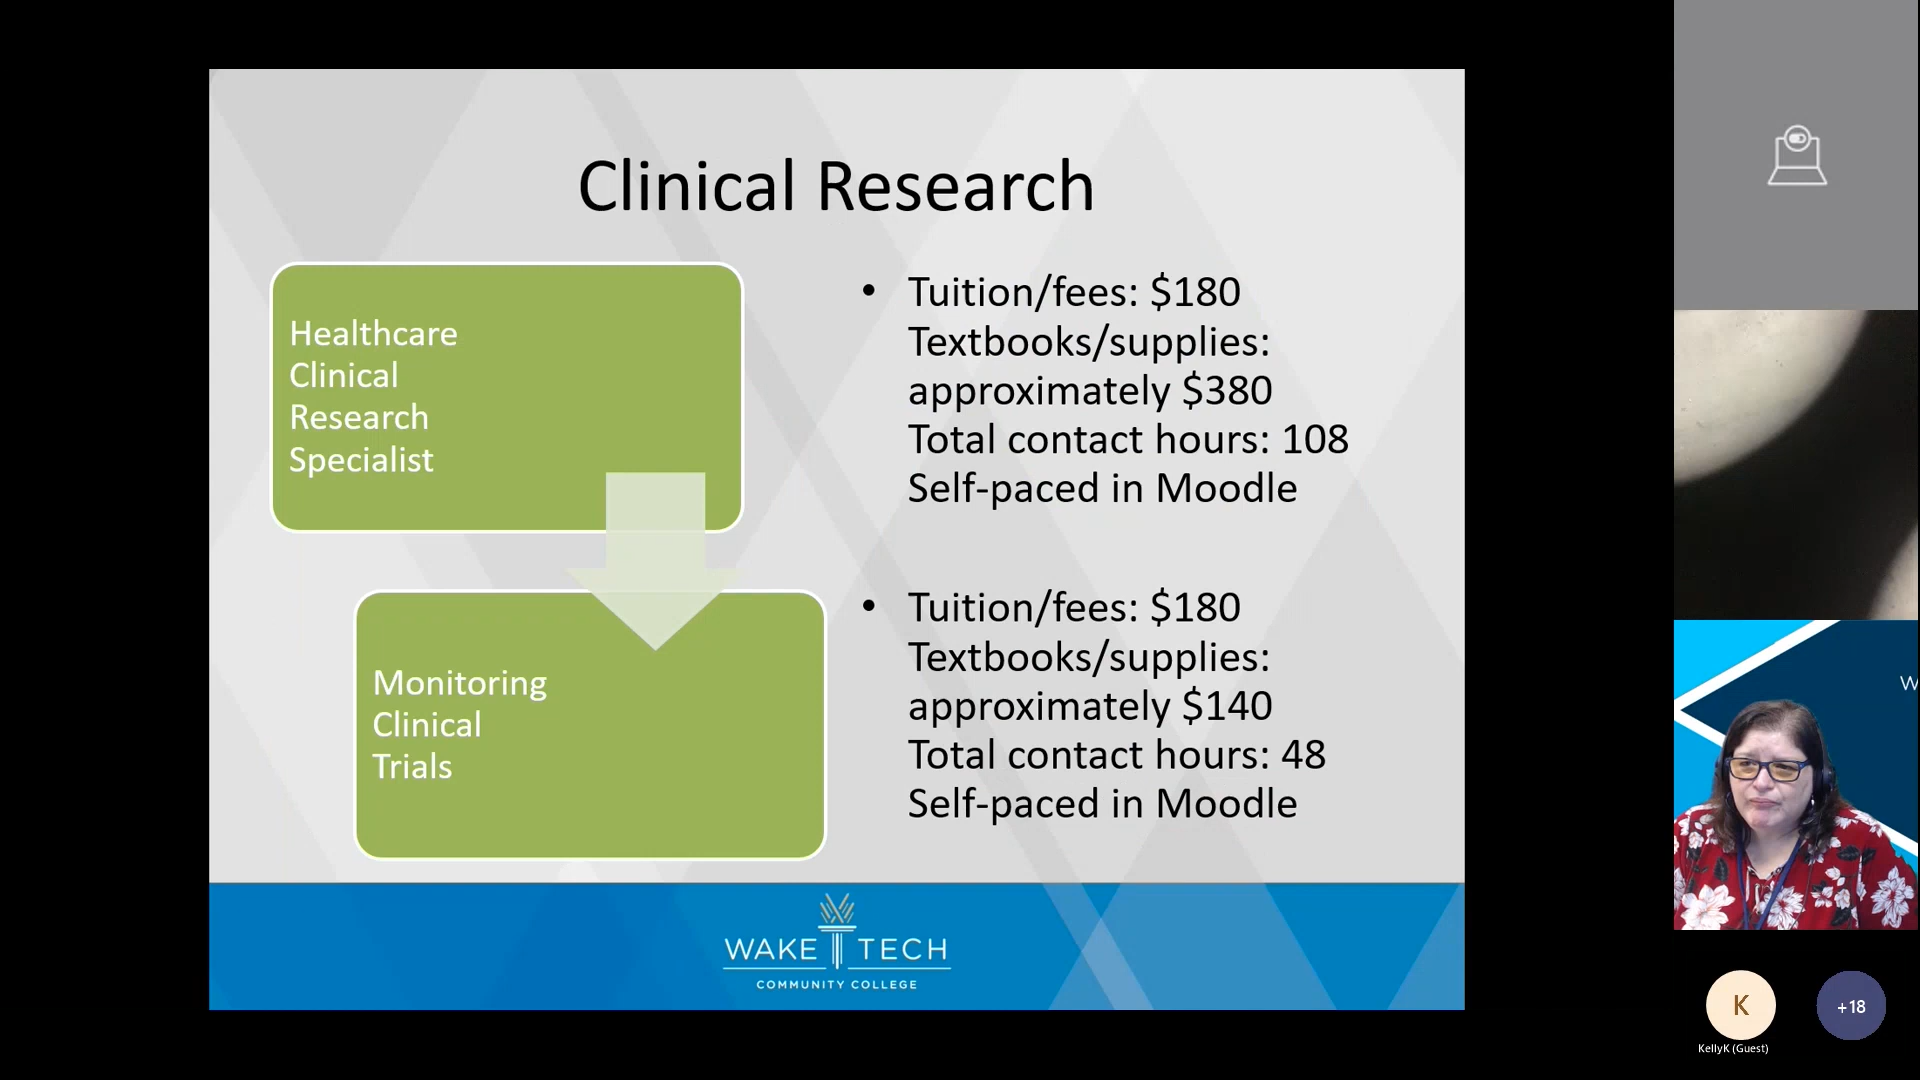 Clinical Research
Healthcare
Clinical
Research
Specialist
• Tuition/fees: $180
Textbooks/supplies:
approximately $380
Total contact hours: 108
Self-paced in Moodle
Monitoring
Clinical
Trials
• Tuition/fees: $180
Textbooks/supplies:
approximately $140
Total contact hours: 48
Self-paced in Moodle
WAKE TECH
COMMUNITY COLLEGE
W
K
+18
KellyK (Guest)